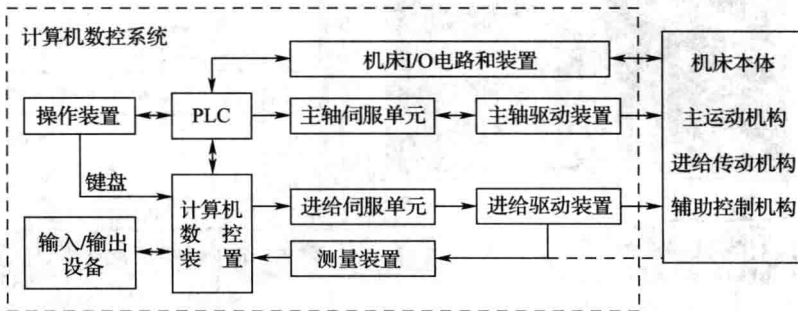 计算机数控系统
机床I/O电路和装置
机床本体
操作装置
PLC
主轴伺服单元
主轴驱动装置
主运动机构
进给传动机构
键盘
计算机
数控
装置
进给伺服单元
进给驱动装置
辅助控制机构
输入/输出
设备
测量装置